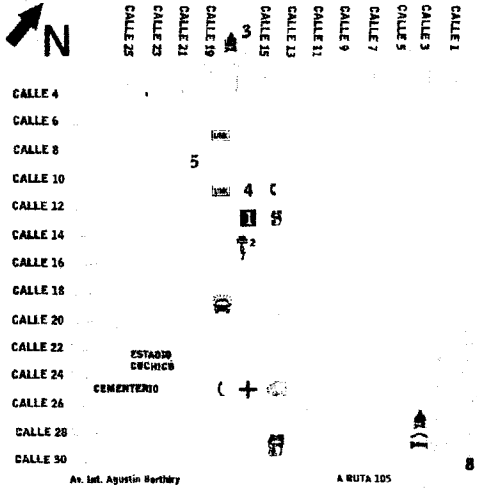 N
CALLE 25
CALLE 23
CALLE 21
CALLE 19
3
CALLE 15
CALLE 13
CALLE 11
CALLE 9
CALLE 7
CALLE 5
CALLE 3
CALLE 1
CALLE 4
CALLE 6
CALLE 8
5
CALLE 10
4
CALLE 12
1
CALLE 14
2
CALLE 16
CALLE 18
CALLE 20
CALLE 22
ESTADIO
CUCHICO
CALLE 24
CEMENTERIO
CALLE 26
CALLE 28
CALLE 30
8
Av. Int. Agustín Berthiry
A RUTA 105